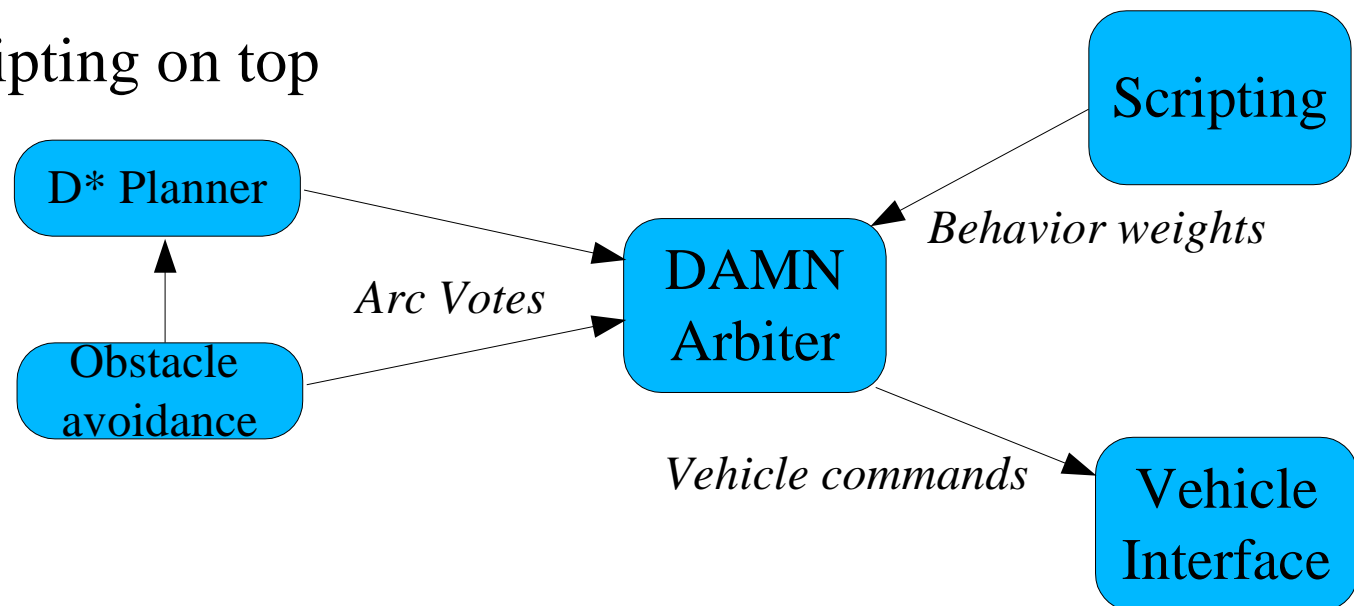 ipting on top
Scripting
D* Planner
Behavior weights
DAMN
Arbiter
Arc Votes
Obstacle
avoidance
Vehicle commands
Vehicle
Interface